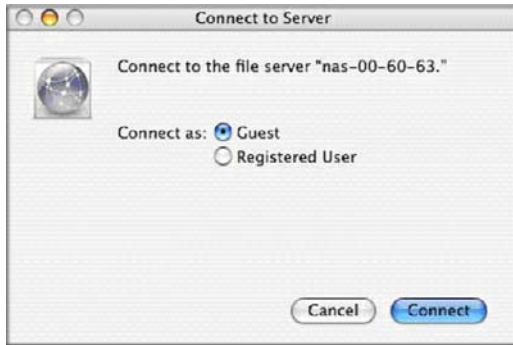 Connect to Server
Connect to the file server "nas-00-60-63."
Connect as: Guest
Registered User
Cancel Connect